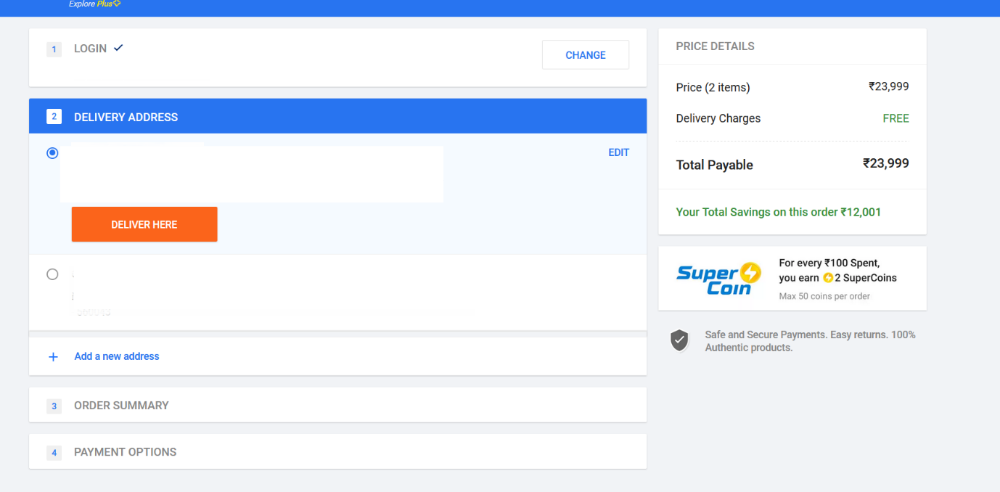 Explore Plus
1 LOGIN
CHANGE
2 DELIVERY ADDRESS
EDIT
DELIVER HERE
Add a new address
3 ORDER SUMMARY
4 PAYMENT OPTIONS
PRICE DETAILS
Price (2 items) ₹23,999
Delivery Charges FREE
Total Payable ₹23,999
Your Total Savings on this order ₹12,001
Super
Coin
For every ₹100 Spent,
you earn 2 SuperCoins
Max 50 coins per order
Safe and Secure Payments. Easy returns. 100%
Authentic products.